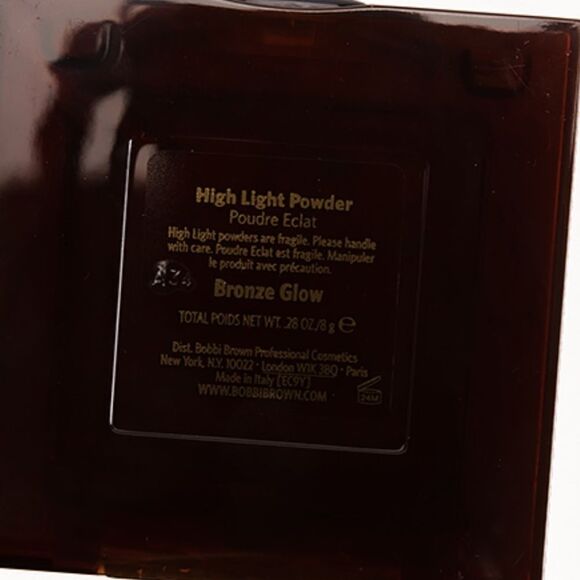 High Light Powder
Poudre Eclat
High Light powders are fragile. Please handle
with care. Poudre Eclat est fragile. Manipuler
le produit avec précaution.
A34
Bronze Glow
TOTAL POIDS NET WT. .28 OZ./8 g ℮
Dist. Bobbi Brown Professional Cosmetics
New York, N.Y. 10022 · London W1K 3BQ · Paris
Made in Italy [EC9Y]
WWW.BOBBIBROWN.COM
24M